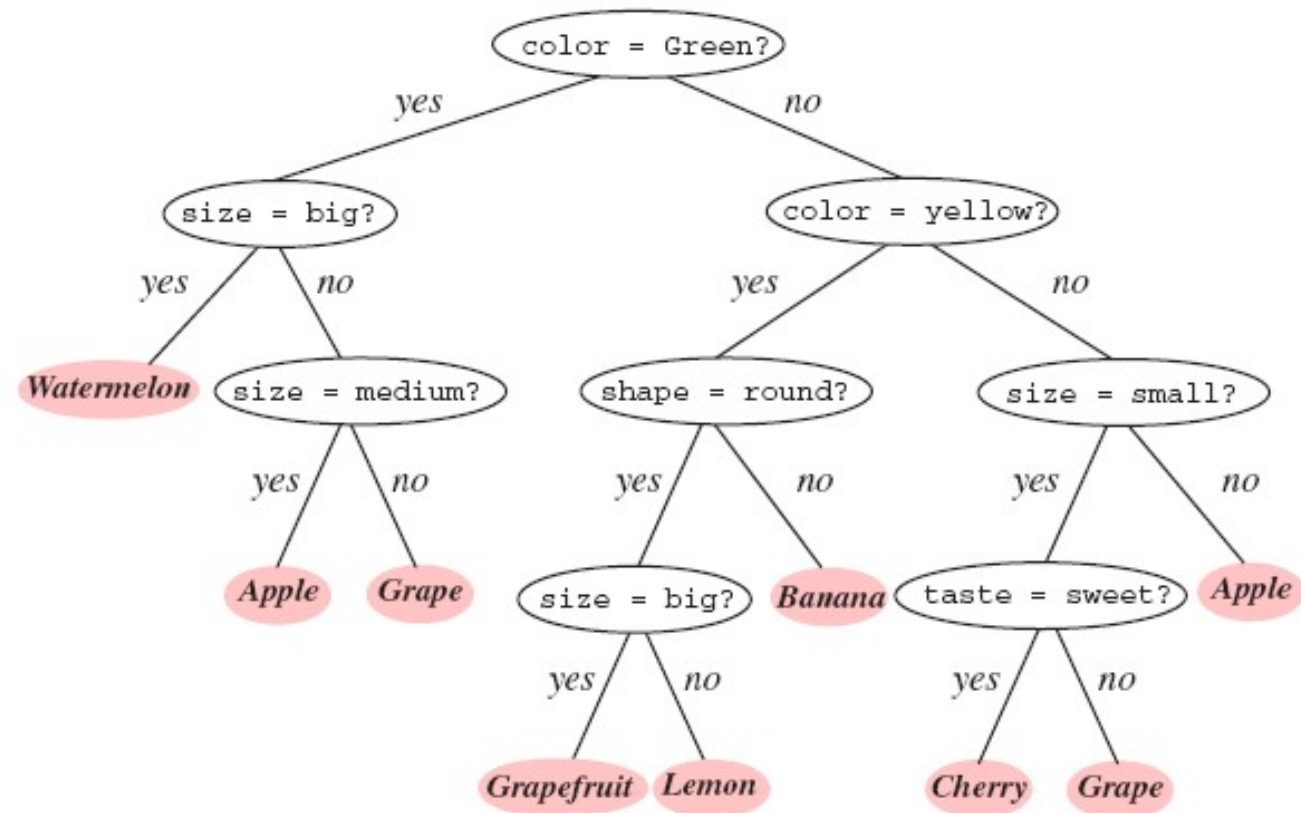 color = Green?
yes
no
size = big?
color = yellow?
yes
no
yes
no
Watermelon
size = medium?
shape = round?
size = small?
yes
no
yes
no
yes
no
Apple
Grape
size = big?
Banana
taste = sweet?
Apple
yes
no
yes
no
Grapefruit
Lemon
Cherry
Grape